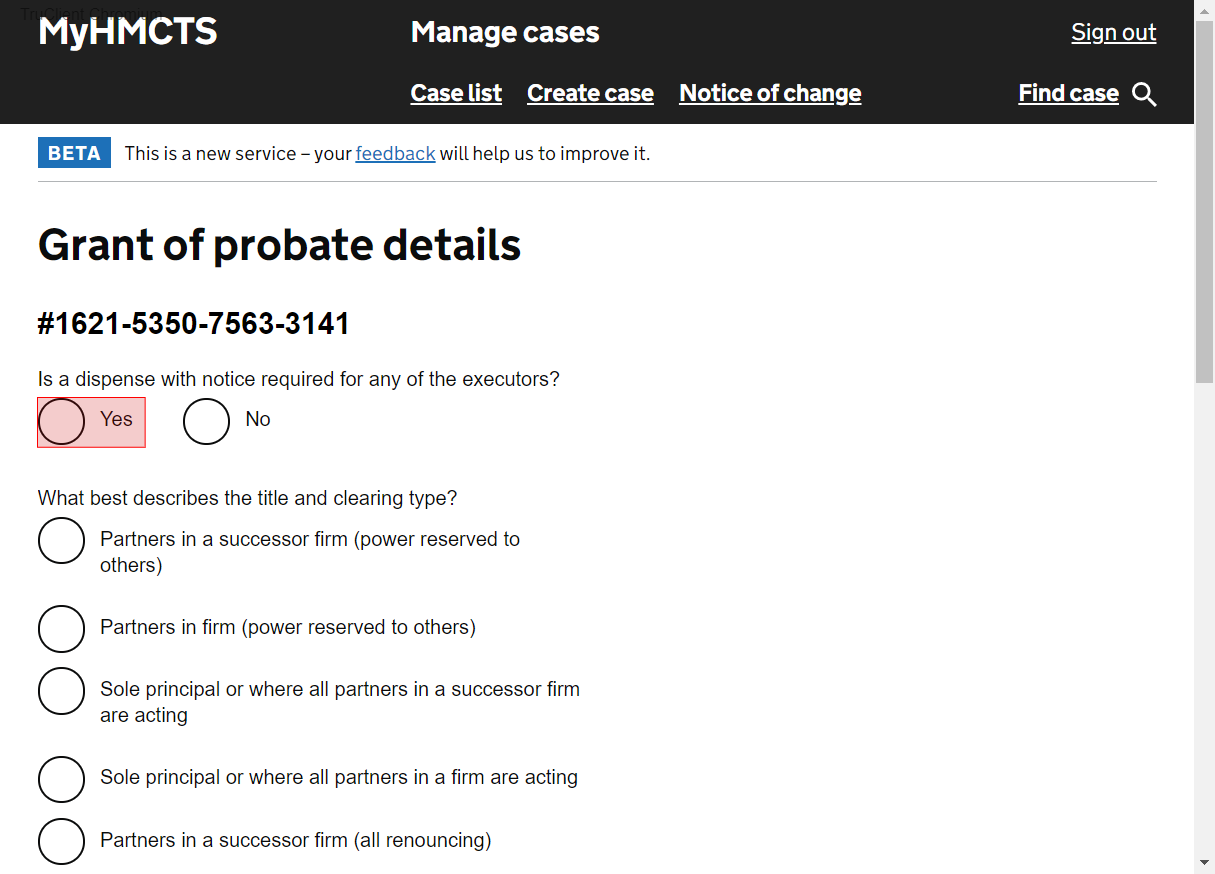 TruClient Chromium
MyHMCTS
Manage cases
Sign out
Case list Create case Notice of change Find case
BETA This is a new service – your feedback will help us to improve it.
Grant of probate details
#1621-5350-7563-3141
Is a dispense with notice required for any of the executors?
Yes No
What best describes the title and clearing type?
Partners in a successor firm (power reserved to
others)
Partners in firm (power reserved to others)
Sole principal or where all partners in a successor firm
are acting
Sole principal or where all partners in a firm are acting
Partners in a successor firm (all renouncing)